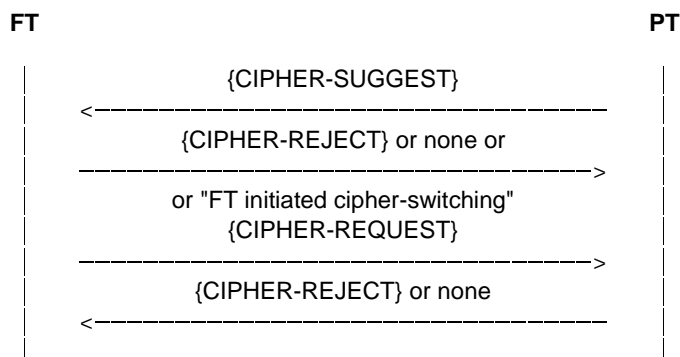 FT PT
{CIPHER-SUGGEST}
{CIPHER-REJECT} or none or
or "FT initiated cipher-switching"
{CIPHER-REQUEST}
{CIPHER-REJECT} or none